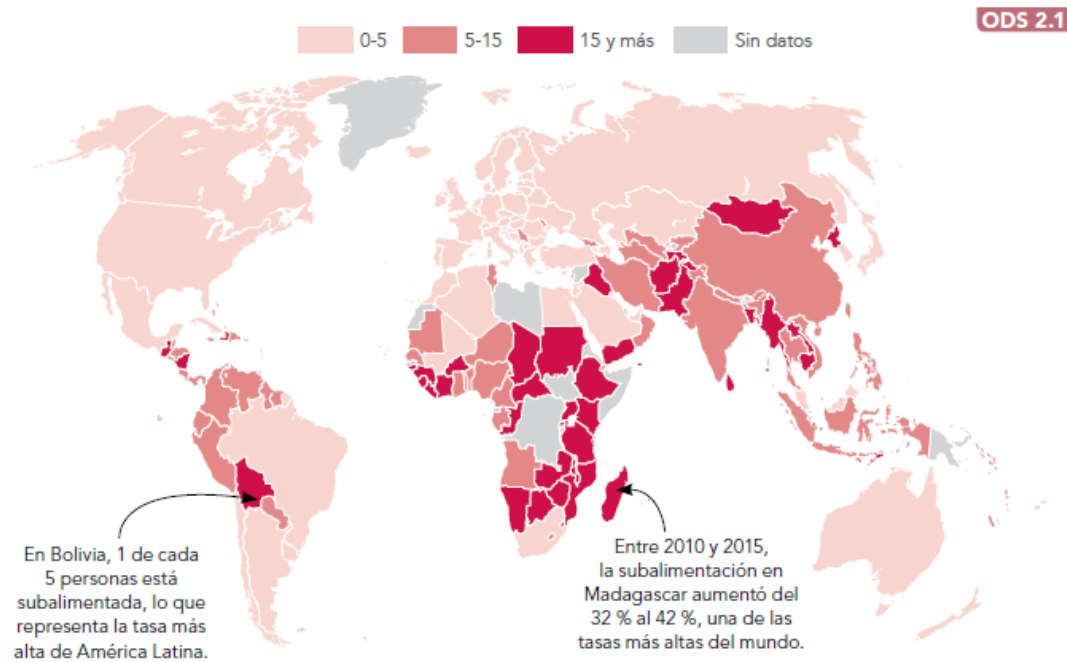 ODS 2.1
0-5
5-15
15 y más
Sin datos
En Bolivia, 1 de cada
5 personas está
subalimentada, lo que
representa la tasa más
alta de América Latina.
Entre 2010 y 2015,
la subalimentación en
Madagascar aumentó del
32 % al 42 %, una de las
tasas más altas del mundo.